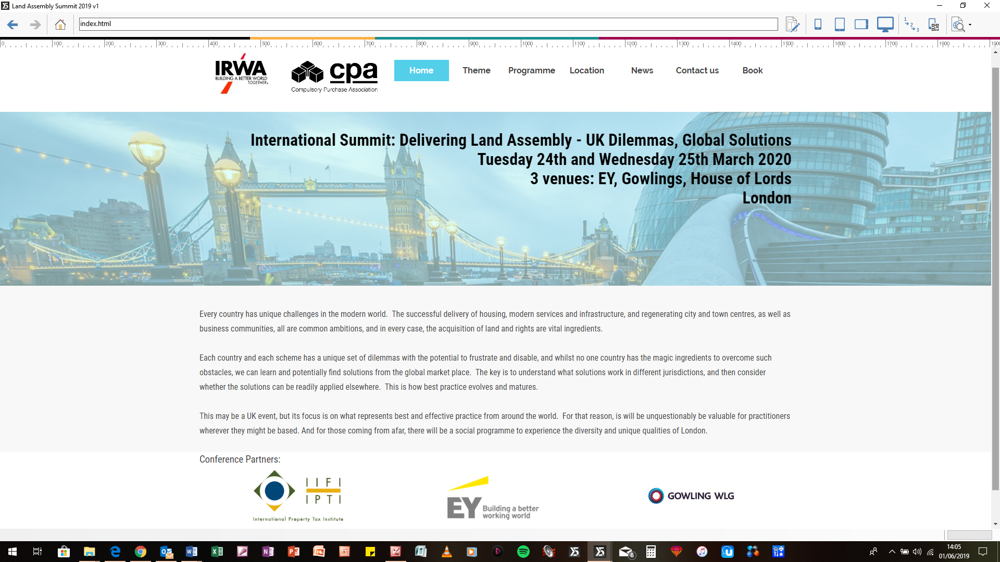 Land Assembly Summit 2019 v1
index.html
0 100 200 300 400 500 600 700 800 900 1000 1100 1200 1300 1400 1500 1600 1700 1800 1900
IRWA
BUILDING A BETTER WORLD
TOGETHER.
cpa
Compulsory Purchase Association
Home Theme Programme Location News Contact us Book
International Summit: Delivering Land Assembly - UK Dilemmas, Global Solutions
Tuesday 24th and Wednesday 25th March 2020
3 venues: EY, Gowlings, House of Lords
London
Every country has unique challenges in the modern world.  The successful delivery of housing, modern services and infrastructure, and regenerating city and town centres, as well as
business communities, all are common ambitions, and in every case, the acquisition of land and rights are vital ingredients.
Each country and each scheme has a unique set of dilemmas with the potential to frustrate and disable, and whilst no one country has the magic ingredients to overcome such
obstacles, we can learn and potentially find solutions from the global market place.  The key is to understand what solutions work in different jurisdictions, and then consider
whether the solutions can be readily applied elsewhere.  This is how best practice evolves and matures.
This may be a UK event, but its focus is on what represents best and effective practice from around the world.  For that reason, is will be unquestionably be valuable for practitioners
wherever they might be based. And for those coming from afar, there will be a social programme to experience the diversity and unique qualities of London.
Conference Partners:
IIFI
IPTI
International Property Tax Institute
EY Building a better
working world
GOWLING WLG
8
14:05
01/06/2019